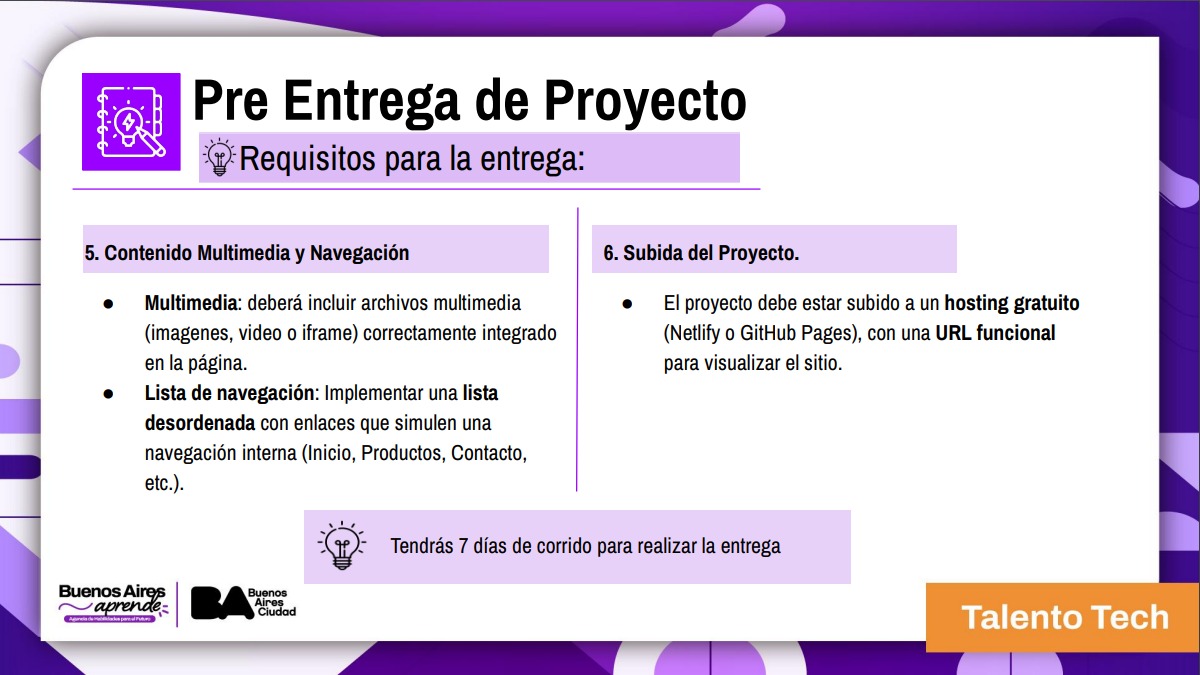 Pre Entrega de Proyecto
Requisitos para la entrega:
5. Contenido Multimedia y Navegación
● Multimedia: deberá incluir archivos multimedia
(imagenes, video o iframe) correctamente integrado
en la página.
● Lista de navegación: Implementar una lista
desordenada con enlaces que simulen una
navegación interna (Inicio, Productos, Contacto,
etc.).
6. Subida del Proyecto.
● El proyecto debe estar subido a un hosting gratuito
(Netlify o GitHub Pages), con una URL funcional
para visualizar el sitio.
Tendrás 7 días de corrido para realizar la entrega
Buenos Aires
aprende
Agencia de Habilidades para el Futuro
BA
Buenos
Aires
Ciudad
Talento Tech